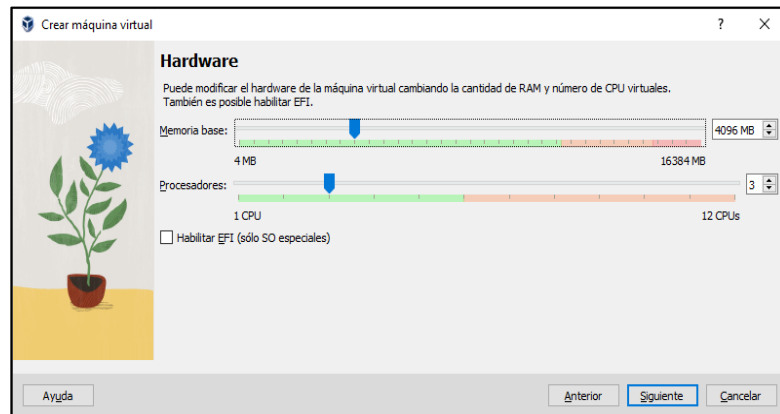 Crear máquina virtual
?
X
Hardware
Puede modificar el hardware de la máquina virtual cambiando la cantidad de RAM y número de CPU virtuales.
También es posible habilitar EFI.
Memoria base:
4096 MB
4 MB
16384 MB
Procesadores:
3
1 CPU
12 CPUs
Habilitar EFI (sólo SO especiales)
Ayuda
Anterior
Siguiente
Cancelar